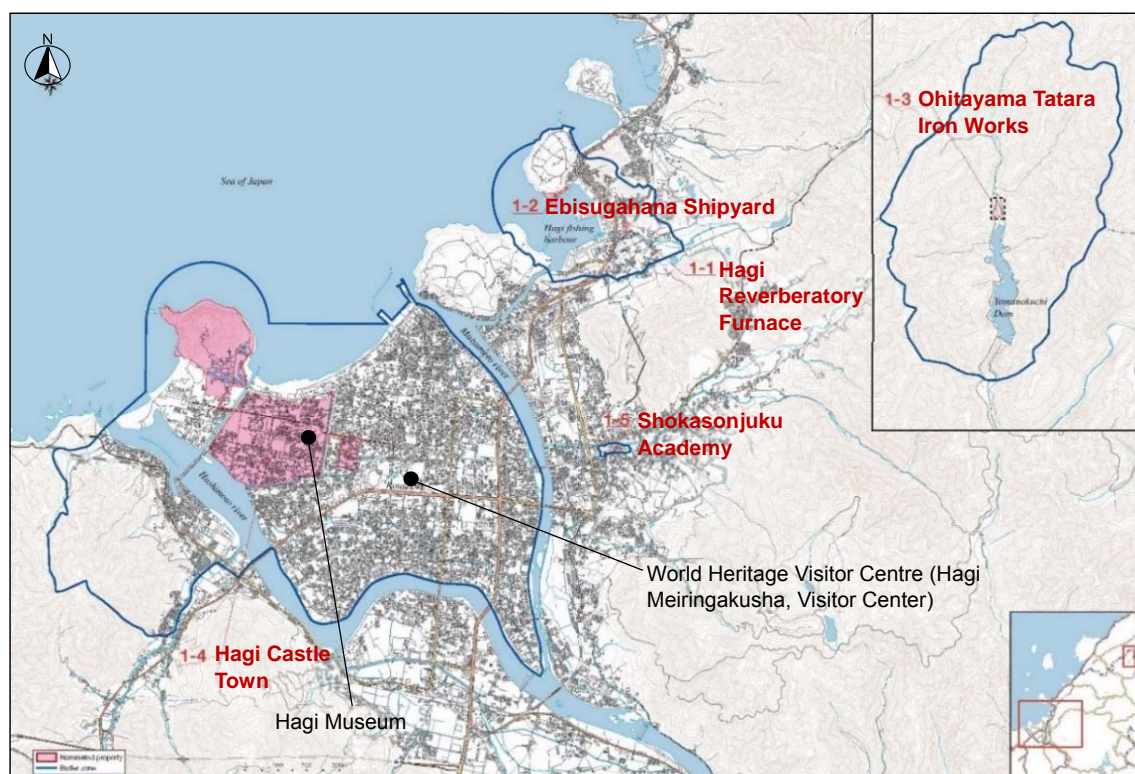 N
1-3 Ohitayama Tatara
Iron Works
Sea of Japan
1-2 Ebisugahana Shipyard
Hagi fishing
harbour
1-1 Hagi
Reverberatory
Furnace
Yamanokuchi
Dam
Matsumoto river
1-5 Shokasonjuku
Academy
Hashimoto river
World Heritage Visitor Centre (Hagi
Meiringakusha, Visitor Center)
1-4 Hagi Castle
Town
Hagi Museum
Nominated property
Buffer zone